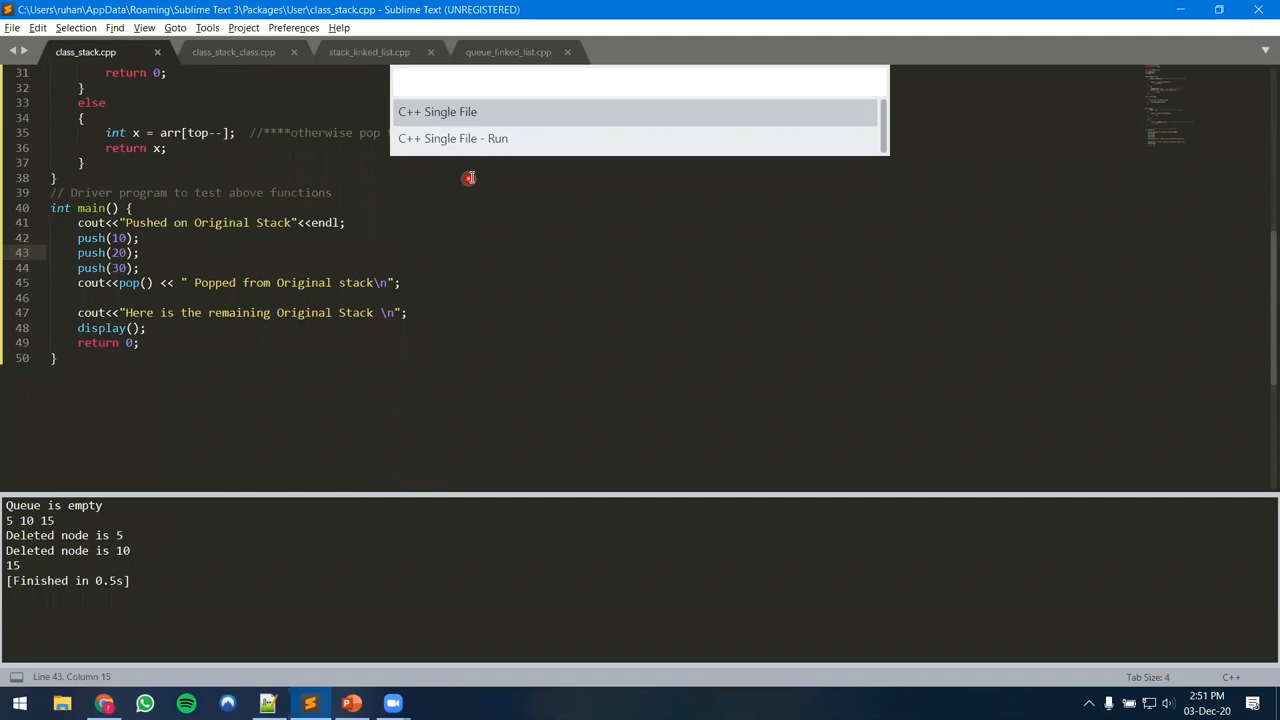 C:\Users\ruhan\AppData\Roaming\Sublime Text 3\Packages\User\class_stack.cpp - Sublime Text (UNREGISTERED)
File Edit Selection Find View Goto Tools Project Preferences Help
class_stack.cpp class_stack_class.cpp stack_linked_list.cpp queue_linked_list.cpp
C++ Single File
C++ Single File - Run
31 return 0;
32 }
33 else
34 {
35 int x = arr[top--]; //****otherwise pop
36 return x;
37 }
38 }
39 // Driver program to test above functions
40 int main() {
41 cout<<"Pushed on Original Stack"<<endl;
42 push(10);
43 push(20);
44 push(30);
45 cout<<pop() << " Popped from Original stack\n";
46
47 cout<<"Here is the remaining Original Stack \n";
48 display();
49 return 0;
50 }
Queue is empty
5 10 15
Deleted node is 5
Deleted node is 10
15
[Finished in 0.5s]
Line 43, Column 15 Tab Size: 4 C++
2:51 PM
03-Dec-20